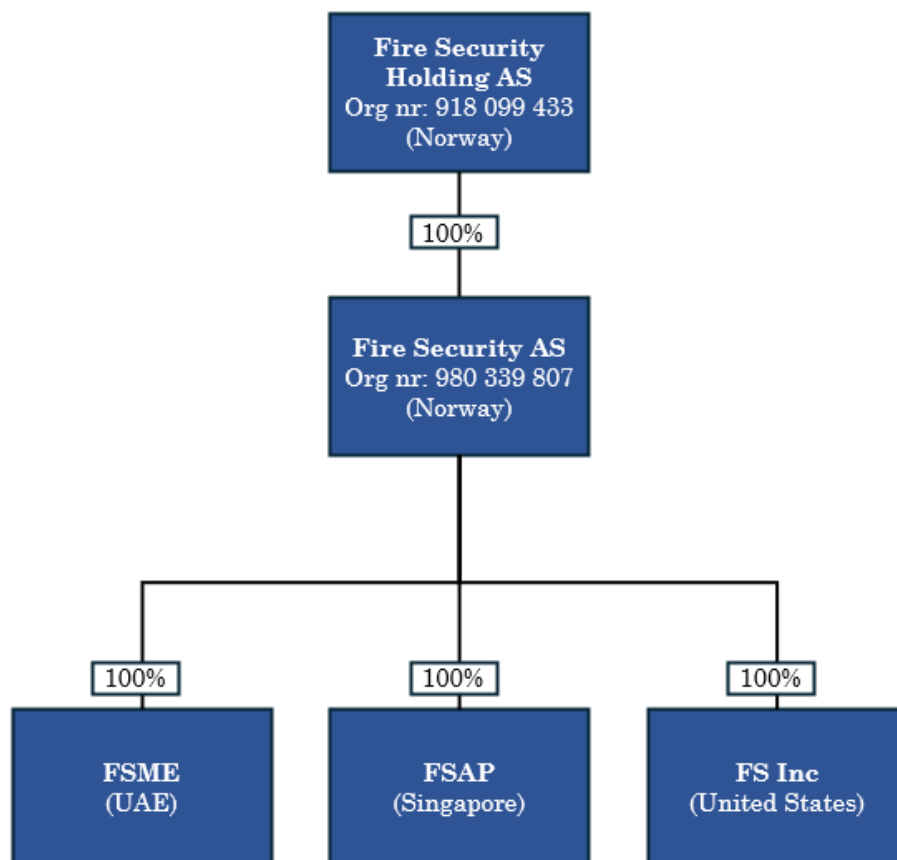 Fire Security
Holding AS
Org nr: 918 099 433
(Norway)
100%
Fire Security AS
Org nr: 980 339 807
(Norway)
100%
100%
100%
FSME
(UAE)
FSAP
(Singapore)
FS Inc
(United States)